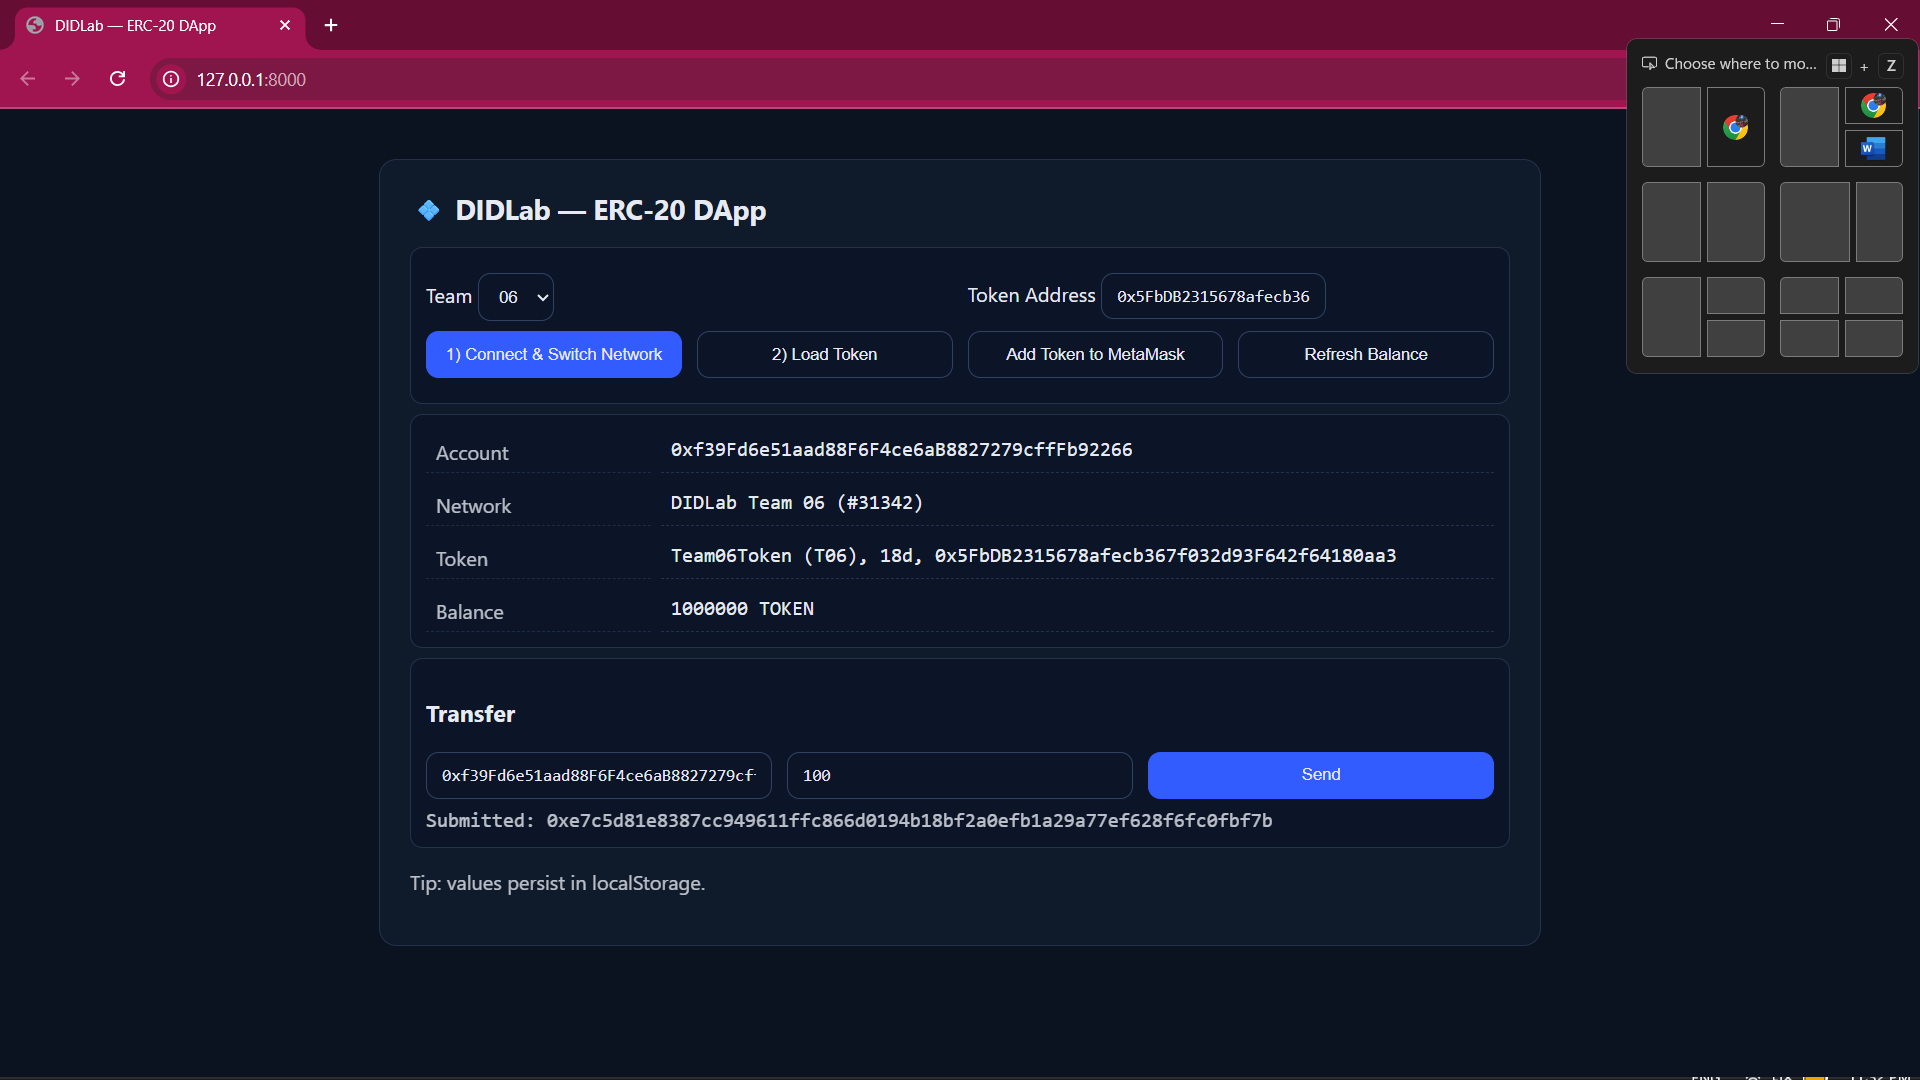 DIDLab — ERC-20 DApp
127.0.0.1:8000
Choose where to mo... + Z
DIDLab — ERC-20 DApp
Team 06 Token Address 0x5FbDB2315678afecb36
1) Connect & Switch Network 2) Load Token Add Token to MetaMask Refresh Balance
Account 0xf39Fd6e51aad88F6F4ce6aB8827279cffFb92266
Network DIDLab Team 06 (#31342)
Token Team06Token (T06), 18d, 0x5FbDB2315678afecb367f032d93F642f64180aa3
Balance 1000000 TOKEN
Transfer
0xf39Fd6e51aad88F6F4ce6aB8827279cf 100 Send
Submitted: 0xe7c5d81e8387cc949611ffc866d0194b18bf2a0efb1a29a77ef628f6fc0fbf7b
Tip: values persist in localStorage.